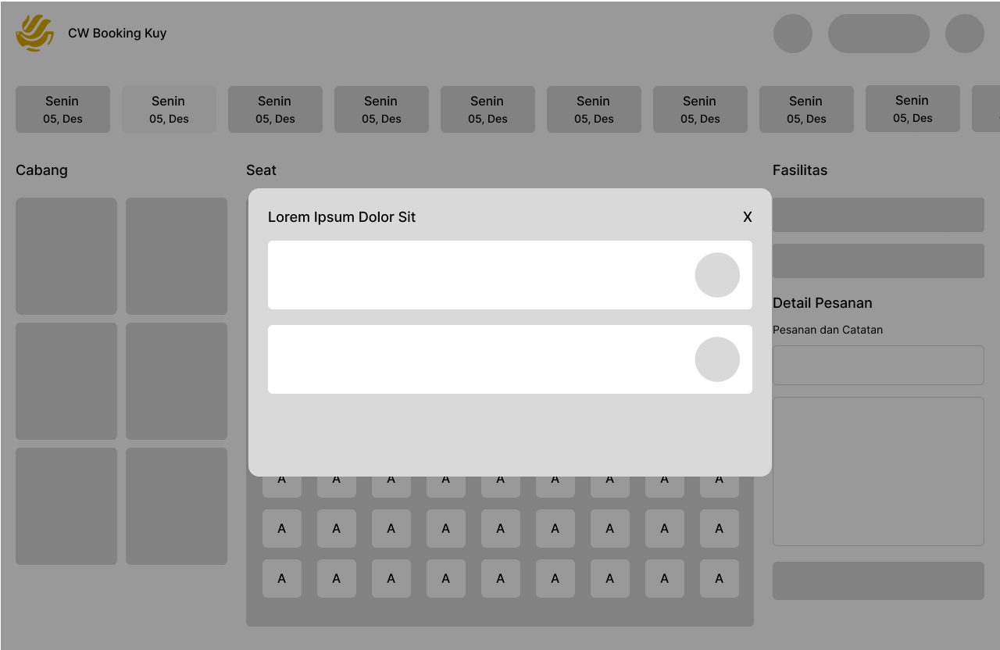 CW Booking Kuy
Senin Senin Senin Senin Senin Senin Senin Senin Senin
05, Des 05, Des 05, Des 05, Des 05, Des 05, Des 05, Des 05, Des 05, Des
Cabang
Seat
Fasilitas
Lorem Ipsum Dolor Sit X
Detail Pesanan
Pesanan dan Catatan
A A A A A A A A A
A A A A A A A A A
A A A A A A A A A